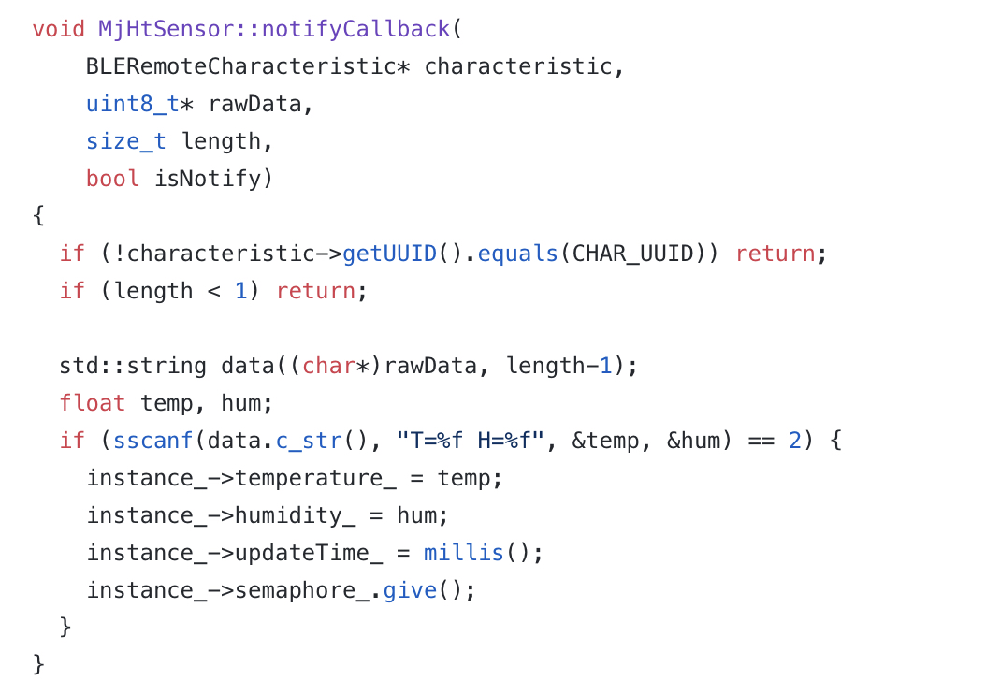 void MjHtSensor::notifyCallback(
    BLERemoteCharacteristic* characteristic,
    uint8_t* rawData,
    size_t length,
    bool isNotify)
{
  if (!characteristic->getUUID().equals(CHAR_UUID)) return;
  if (length < 1) return;

  std::string data((char*)rawData, length-1);
  float temp, hum;
  if (sscanf(data.c_str(), "T=%f H=%f", &temp, &hum) == 2) {
    instance_->temperature_ = temp;
    instance_->humidity_ = hum;
    instance_->updateTime_ = millis();
    instance_->semaphore_.give();
  }
}